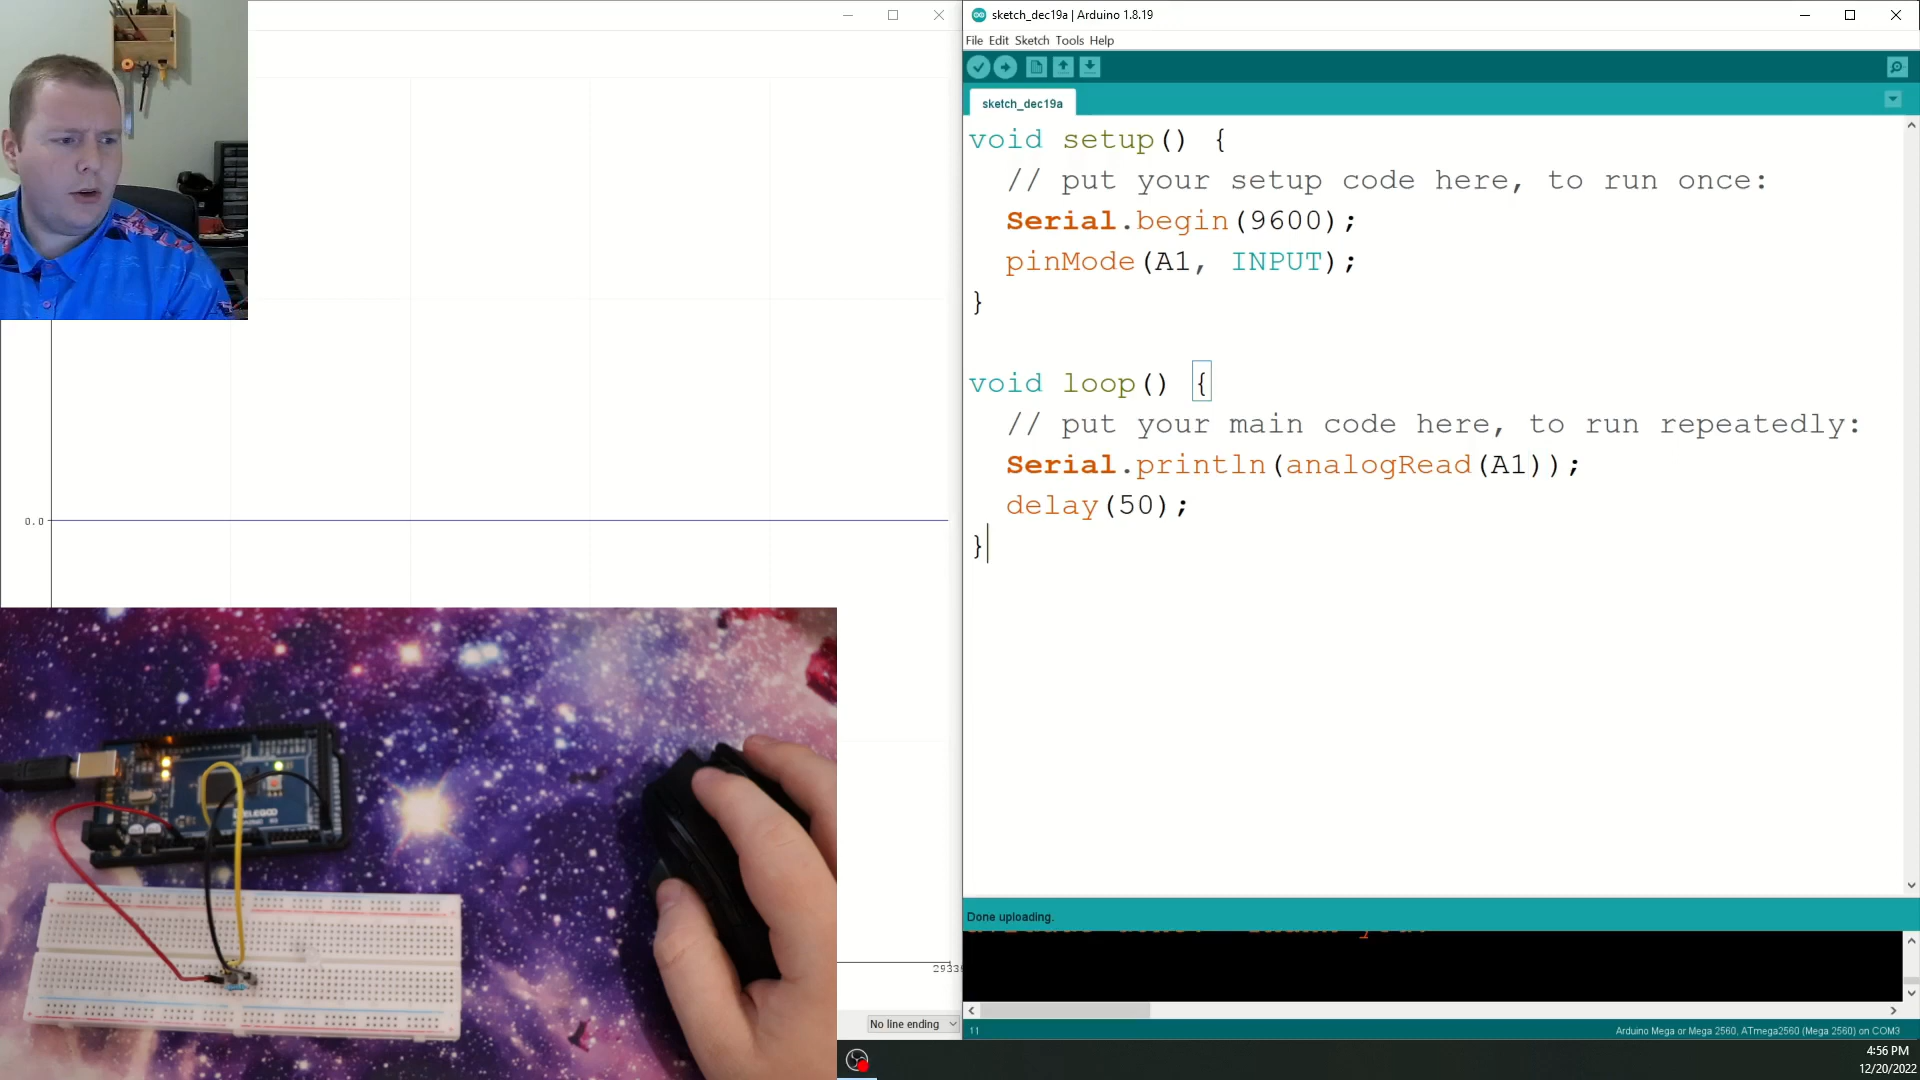 sketch_dec19a | Arduino 1.8.19
File Edit Sketch Tools Help
sketch_dec19a
void setup() {
// put your setup code here, to run once:
Serial.begin(9600);
pinMode(A1, INPUT);
}
void loop() {
// put your main code here, to run repeatedly:
Serial.println(analogRead(A1));
delay(50);
}
0.0
ELEGOO
2933
No line ending
Done uploading.
11
Arduino Mega or Mega 2560, ATmega2560 (Mega 2560) on COM3
4:56 PM
12/20/2022